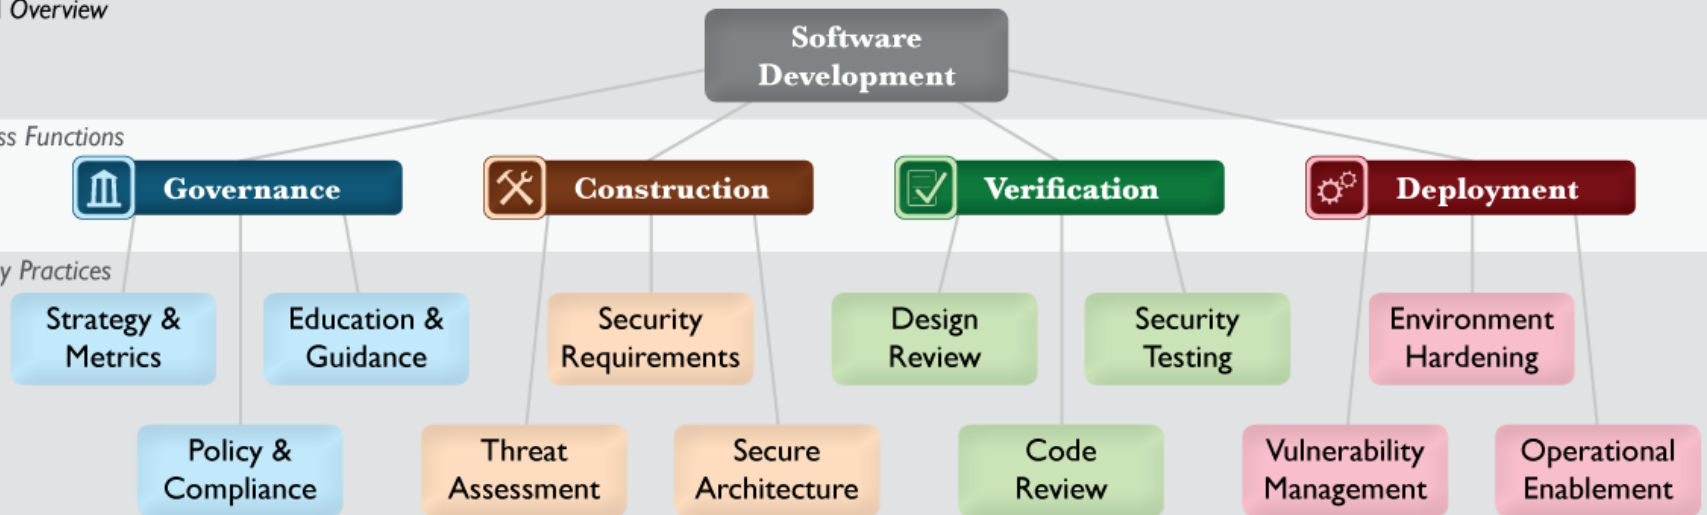 Overview
Software
Development
ss Functions
Governance
Construction
Verification
Deployment
y Practices
Strategy &
Metrics
Education &
Guidance
Security
Requirements
Design
Review
Security
Testing
Environment
Hardening
Policy &
Compliance
Threat
Assessment
Secure
Architecture
Code
Review
Vulnerability
Management
Operational
Enablement